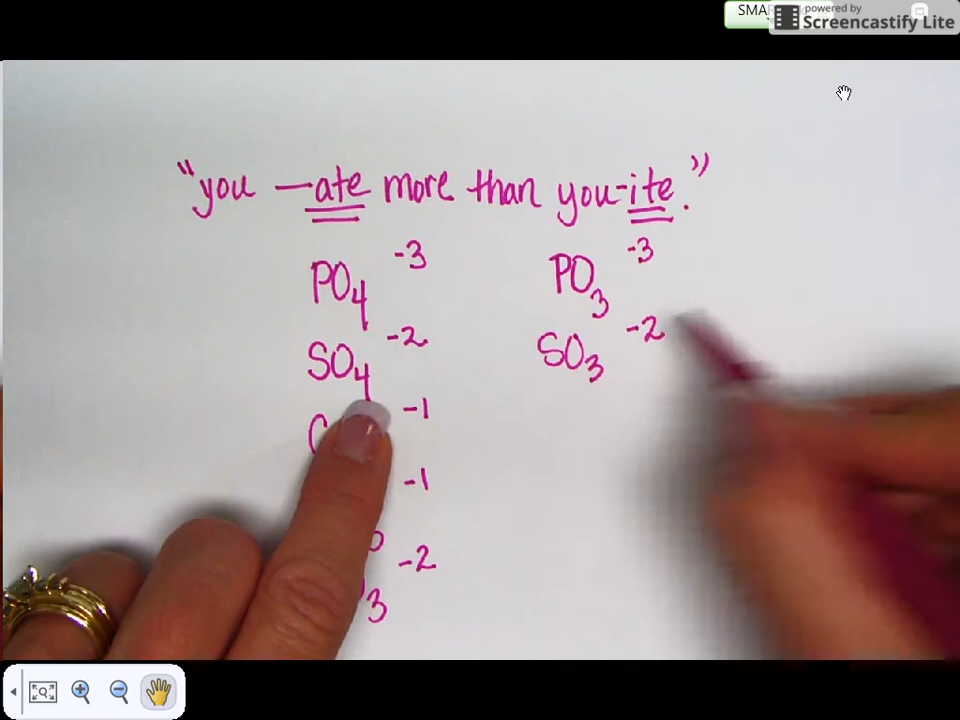 SMA
powered by
Screencastify Lite
"you —ate more than you-ite."
PO4 -3 PO3 -3
SO4 -2 SO3 -2
-1
-1
3 -2